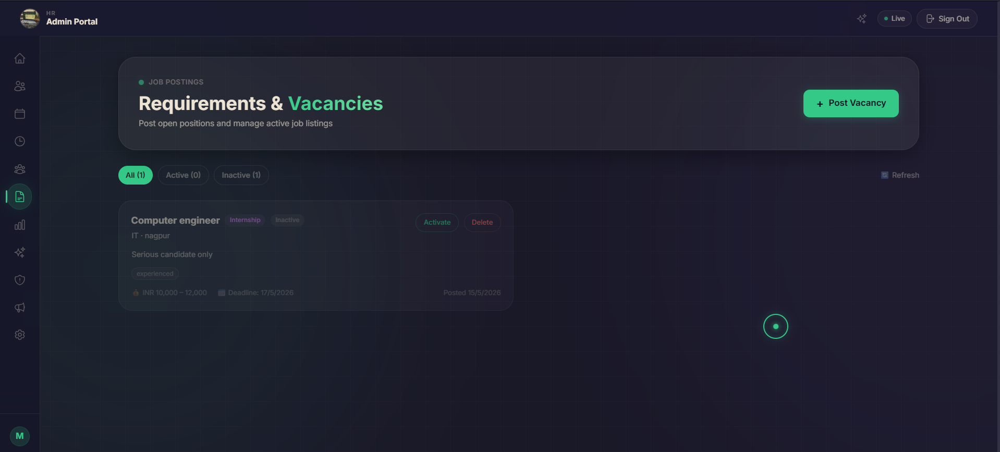 HR
Admin Portal
Live
Sign Out
JOB POSTINGS
Requirements & Vacancies
Post open positions and manage active job listings
+ Post Vacancy
All (1)
Active (0)
Inactive (1)
Refresh
Computer engineer
Internship
Inactive
Activate
Delete
IT · nagpur
Serious candidate only
experienced
INR 10,000 – 12,000
Deadline: 17/5/2026
Posted 15/5/2026
M